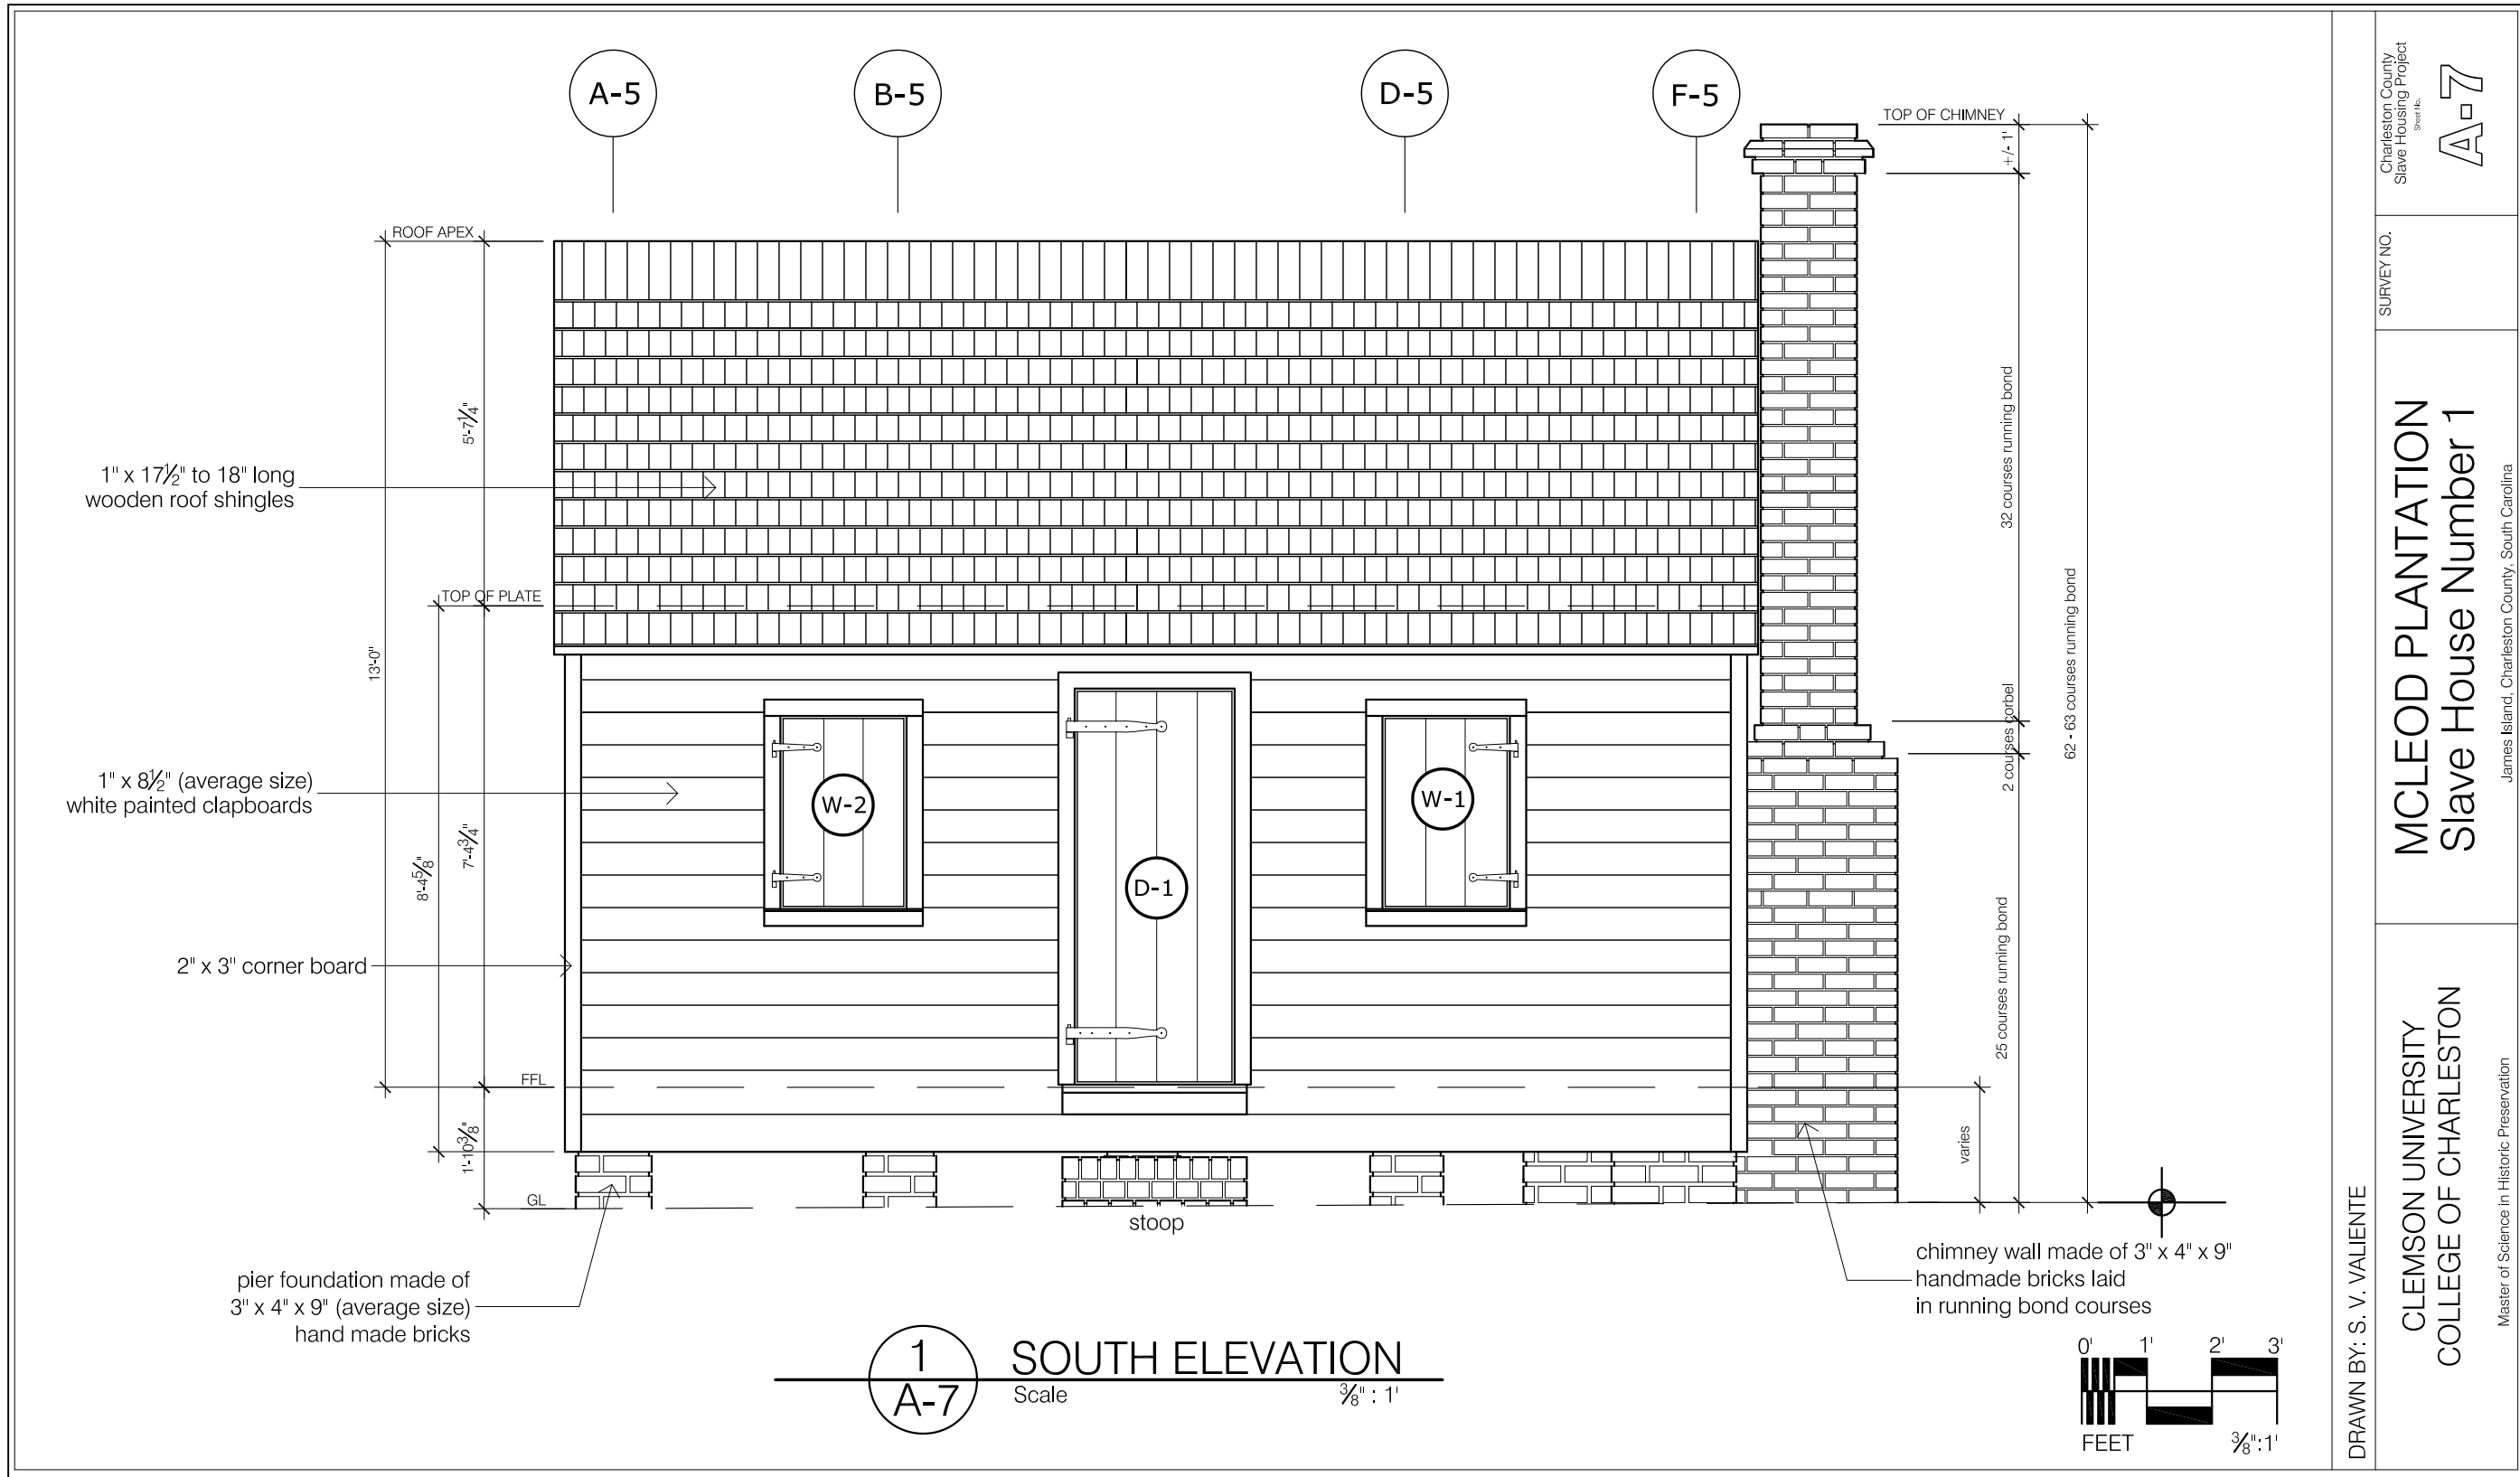 A-5
B-5
D-5
F-5
TOP OF CHIMNEY
+/- 1'
ROOF APEX
5'-7¼"
32 courses running bond
1" x 17½" to 18" long
wooden roof shingles
TOP OF PLATE
13'-0"
62 - 63 courses running bond
2 courses corbel
1" x 8½" (average size)
white painted clapboards
W-2
W-1
D-1
7'-4¾"
8'-4⅝"
25 courses running bond
2" x 3" corner board
FFL
1'-10⅜"
varies
GL
stoop
pier foundation made of
3" x 4" x 9" (average size)
hand made bricks
chimney wall made of 3" x 4" x 9"
handmade bricks laid
in running bond courses
1
A-7
SOUTH ELEVATION
Scale
⅜" : 1'
0' 1' 2' 3'
FEET
⅜":1'
DRAWN BY: S. V. VALIENTE
Charleston County
Slave Housing Project
Sheet No.
A-7
SURVEY NO.
MCLEOD PLANTATION
Slave House Number 1
James Island, Charleston County, South Carolina
CLEMSON UNIVERSITY
COLLEGE OF CHARLESTON
Master of Science in Historic Preservation